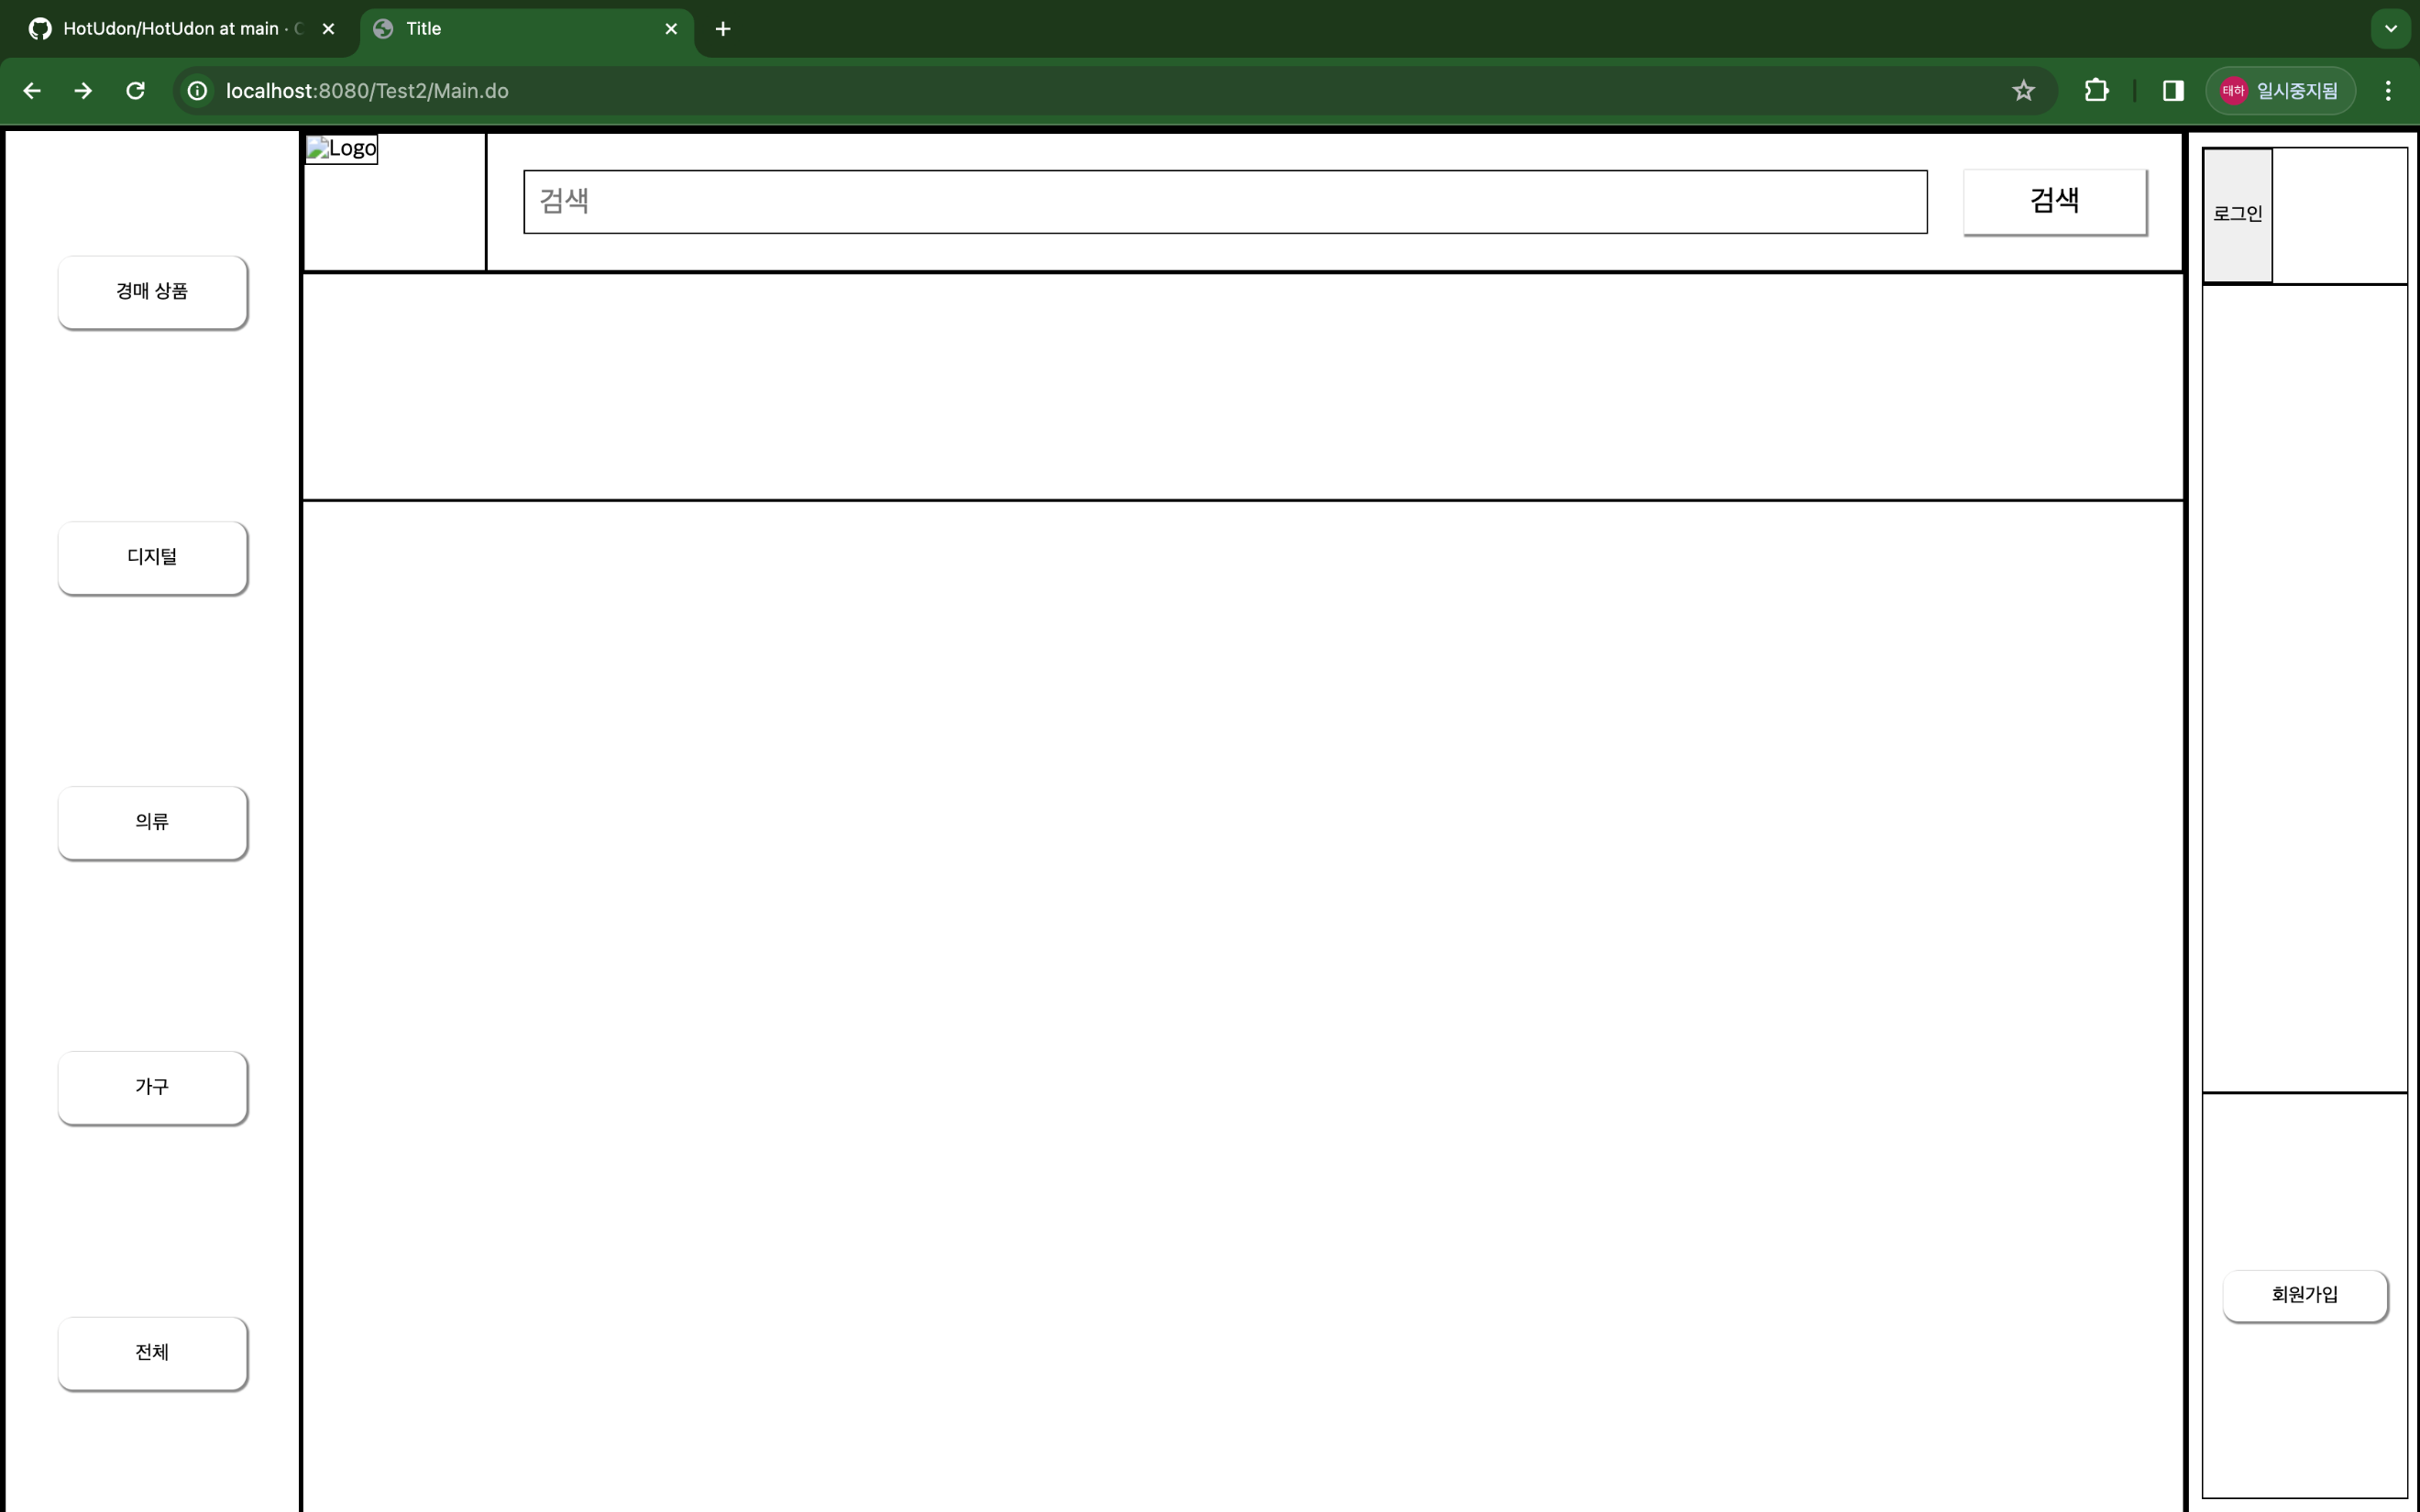 HotUdon/HotUdon at main ·
Title
localhost:8080/Test2/Main.do
태하 일시중지됨
Logo
검색
검색
로그인
경매 상품
디지털
의류
가구
전체
회원가입